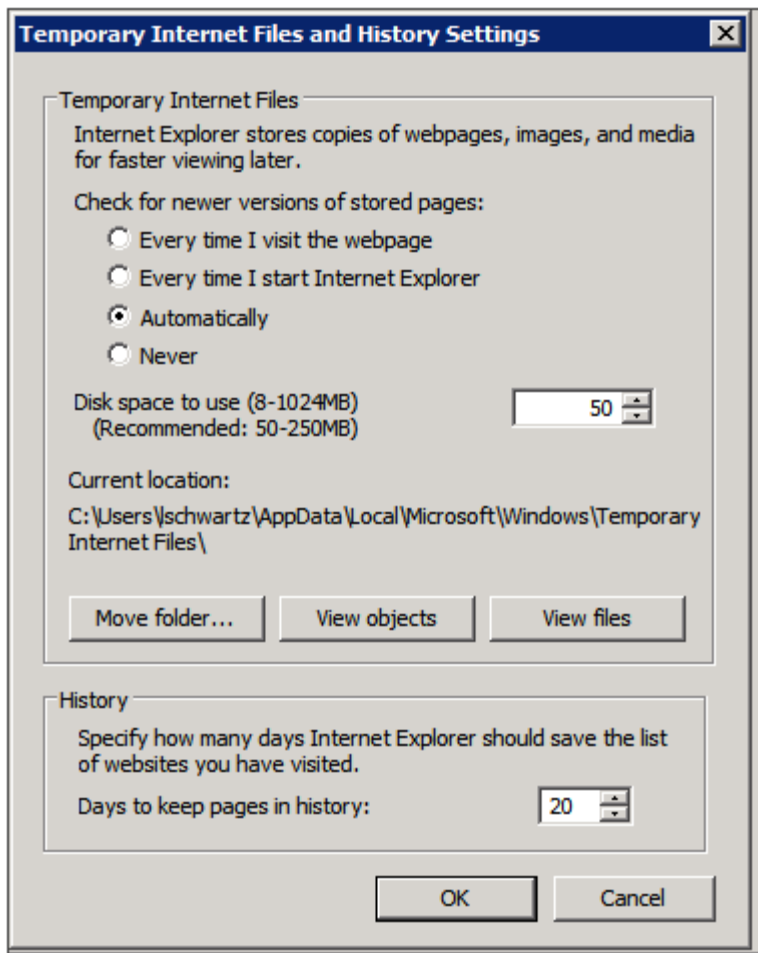 Temporary Internet Files and History Settings
Temporary Internet Files
Internet Explorer stores copies of webpages, images, and media
for faster viewing later.
Check for newer versions of stored pages:
Every time I visit the webpage
Every time I start Internet Explorer
Automatically
Never
Disk space to use (8-1024MB) 50
(Recommended: 50-250MB)
Current location:
C:\Users\lschwartz\AppData\Local\Microsoft\Windows\Temporary
Internet Files\
Move folder... View objects View files
History
Specify how many days Internet Explorer should save the list
of websites you have visited.
Days to keep pages in history: 20
OK Cancel